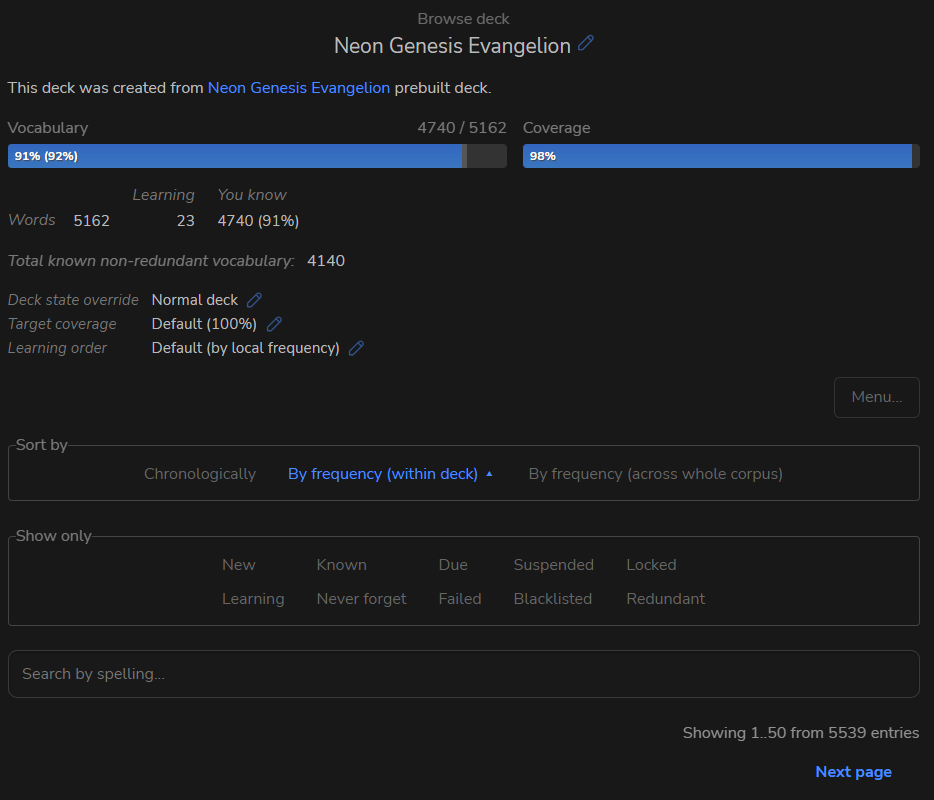 Browse deck
Neon Genesis Evangelion
This deck was created from Neon Genesis Evangelion prebuilt deck.
Vocabulary 4740 / 5162 Coverage
91% (92%) 98%
Learning You know
Words 5162 23 4740 (91%)
Total known non-redundant vocabulary: 4140
Deck state override Normal deck
Target coverage Default (100%)
Learning order Default (by local frequency)
Menu...
Sort by
Chronologically By frequency (within deck) ▲ By frequency (across whole corpus)
Show only
New Known Due Suspended Locked
Learning Never forget Failed Blacklisted Redundant
Search by spelling...
Showing 1..50 from 5539 entries
Next page